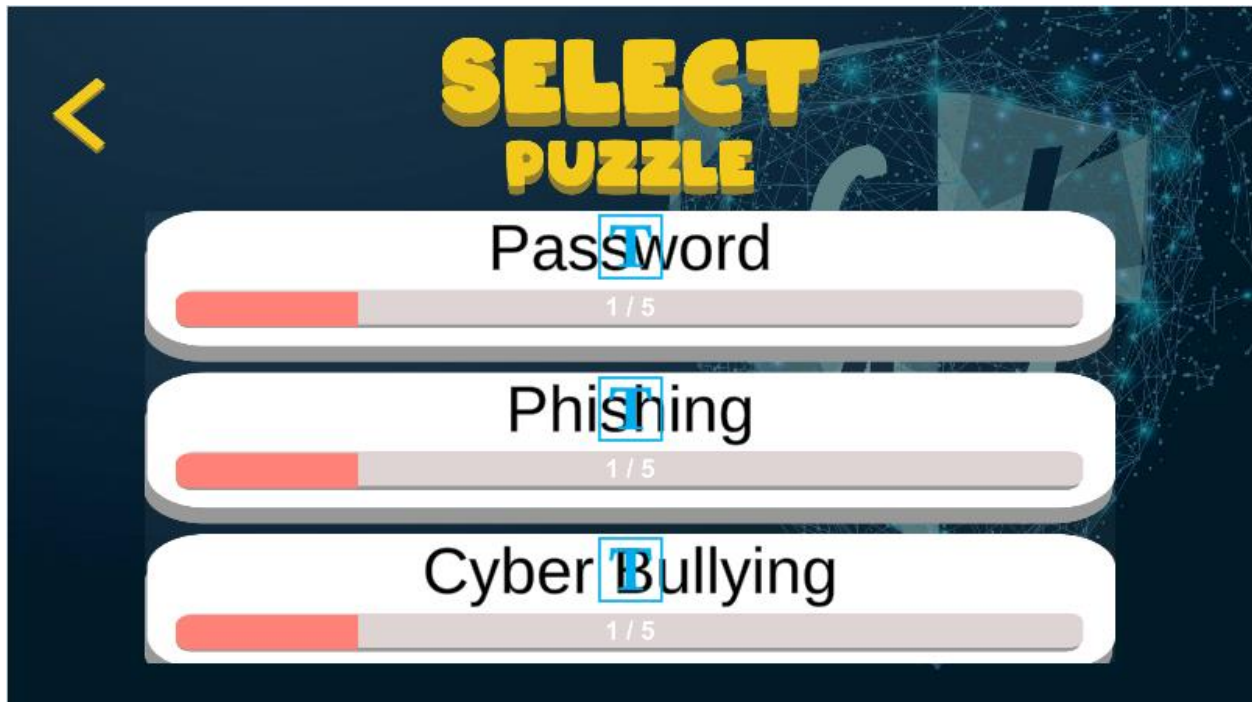 SELECT
PUZZLE
Password
1 / 5
Phishing
1 / 5
Cyber Bullying
1 / 5